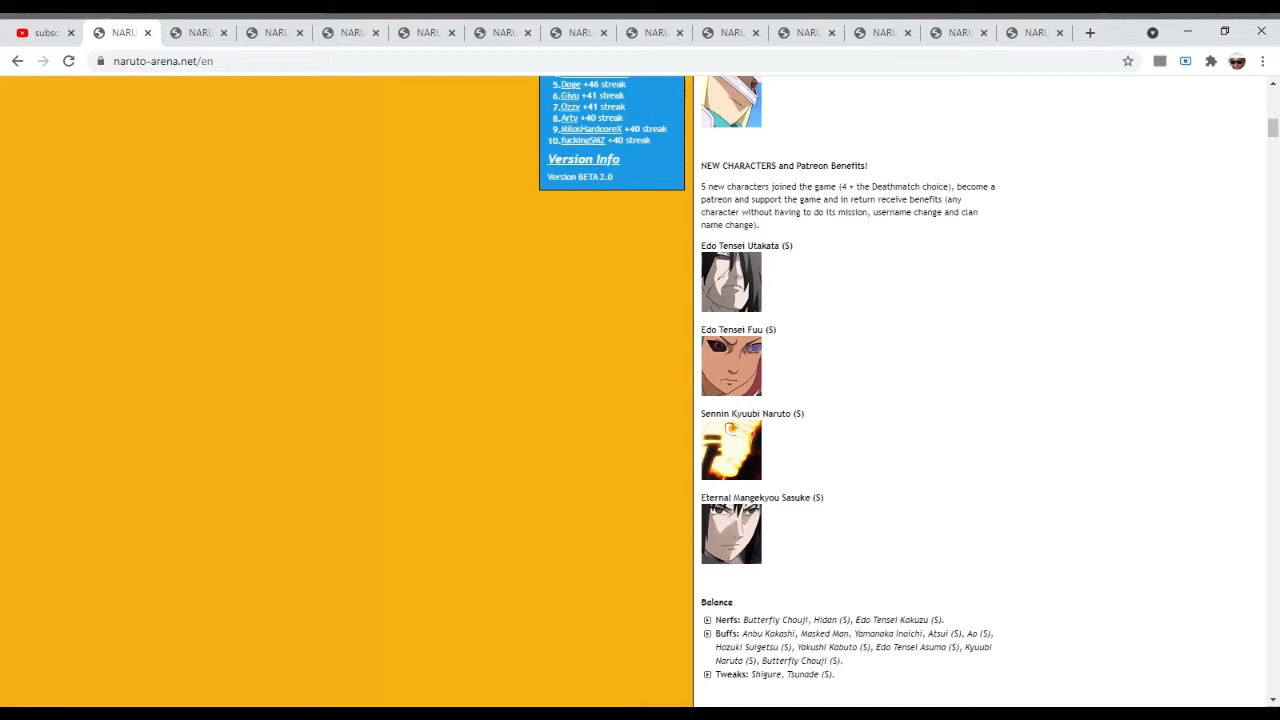 subsc
NARU
NARU
NARU
NARU
NARU
NARU
NARU
NARU
NARU
NARU
NARU
NARU
NARU
naruto-arena.net/en
5. Doge +46 streak
6. Giyu +41 streak
7. Ozzy +41 streak
8. Arty +40 streak
9. MilosHardcoreX +40 streak
10. fuckingSMZ +40 streak
Version Info
Version BETA 2.0
NEW CHARACTERS and Patreon Benefits!
5 new characters joined the game (4 + the Deathmatch choice), become a
patreon and support the game and in return receive benefits (any
character without having to do its mission, username change and clan
name change).
Edo Tensei Utakata (S)
Edo Tensei Fuu (S)
Sennin Kyuubi Naruto (S)
Eternal Mangekyou Sasuke (S)
Balance
Nerfs: Butterfly Chouji, Hidan (S), Edo Tensei Kakuzu (S).
Buffs: Anbu Kakashi, Masked Man, Yamanaka Inoichi, Atsui (S), Ao (S),
Hozuki Suigetsu (S), Yakushi Kabuto (S), Edo Tensei Asuma (S), Kyuubi
Naruto (S), Butterfly Chouji (S).
Tweaks: Shigure, Tsunade (S).